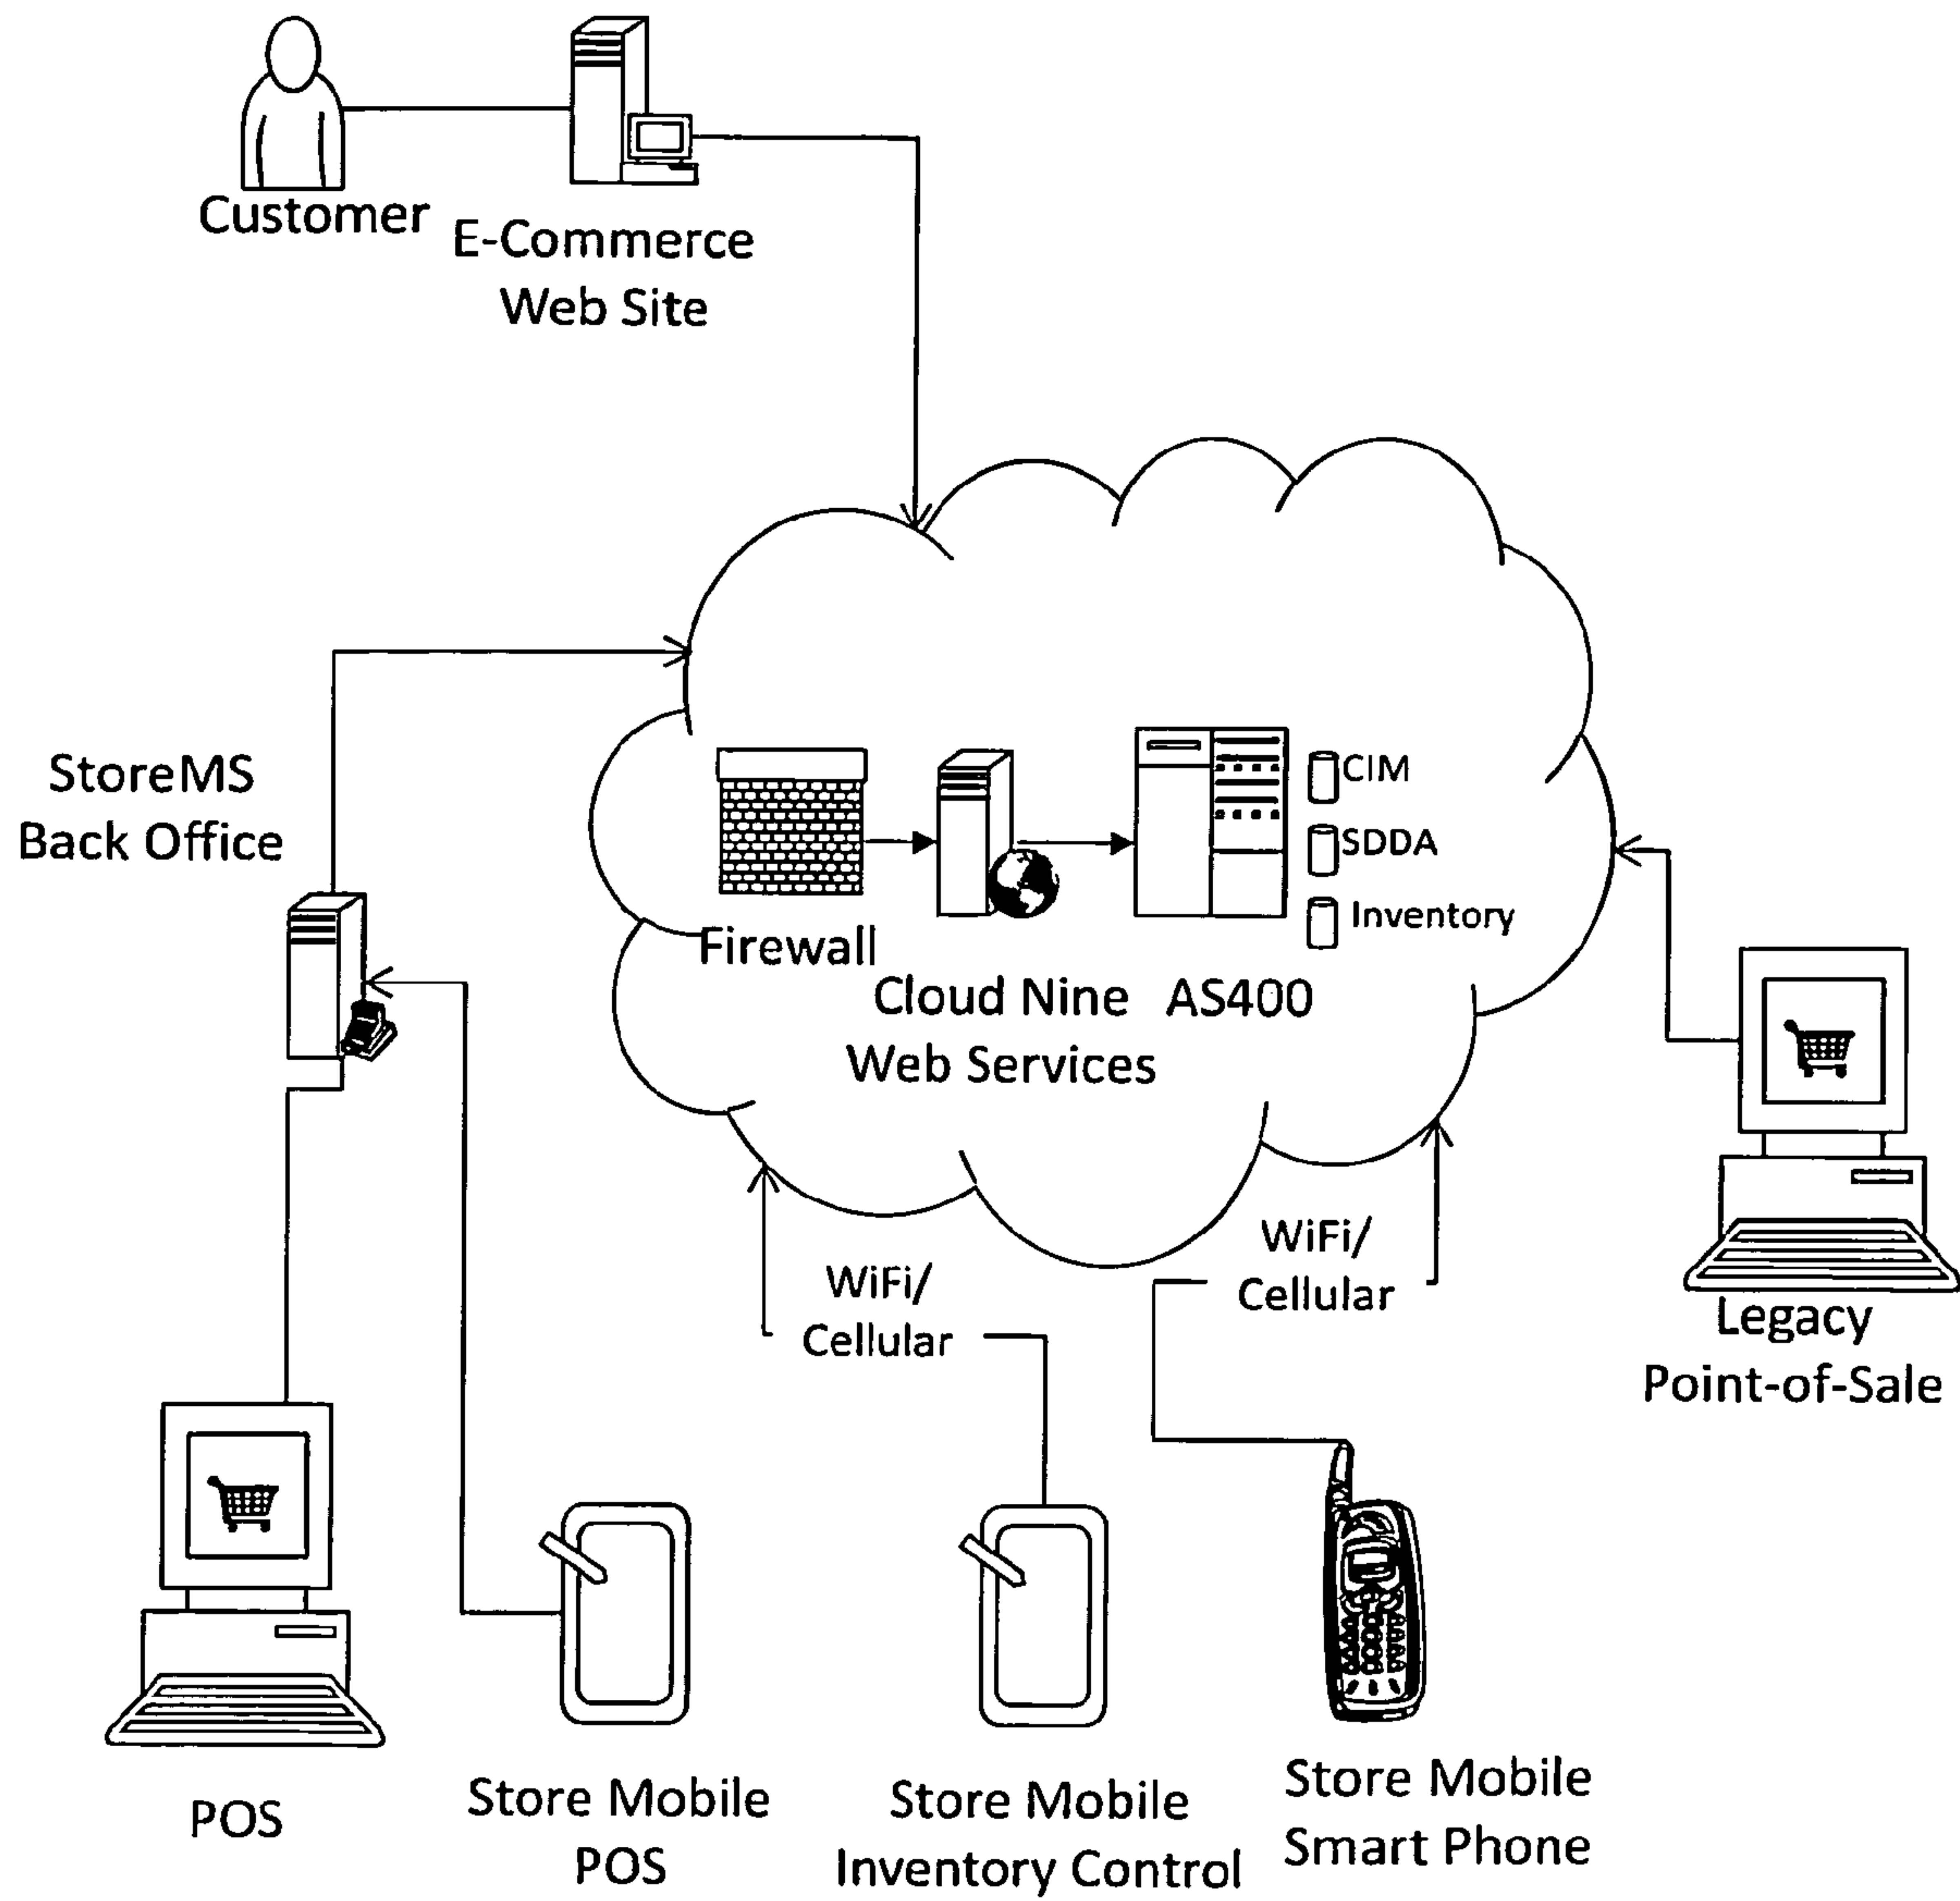 Customer
E-Commerce
Web Site
StoreMS
Back Office
CIM
SDDA
Inventory
Firewall
Cloud Nine
Web Services
AS400
WiFi/
Cellular
WiFi/
Cellular
Legacy
Point-of-Sale
POS
Store Mobile
POS
Store Mobile
Inventory Control
Store Mobile
Smart Phone